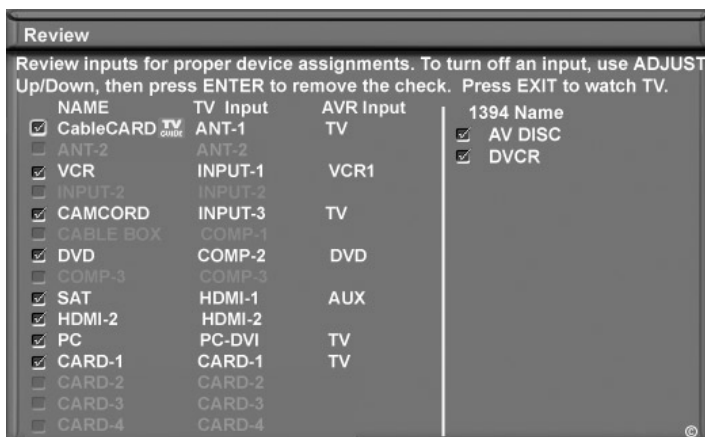 Review
Review inputs for proper device assignments. To turn off an input, use ADJUST
Up/Down, then press ENTER to remove the check. Press EXIT to watch TV.
NAME TV Input AVR Input
CableCARD TV GUIDE ANT-1 TV
ANT-2 ANT-2
VCR INPUT-1 VCR1
INPUT-2 INPUT-2
CAMCORD INPUT-3 TV
CABLE BOX COMP-1
DVD COMP-2 DVD
COMP-3 COMP-3
SAT HDMI-1 AUX
HDMI-2 HDMI-2
PC PC-DVI TV
CARD-1 CARD-1 TV
CARD-2 CARD-2
CARD-3 CARD-3
CARD-4 CARD-4
1394 Name
AV DISC
DVCR
©